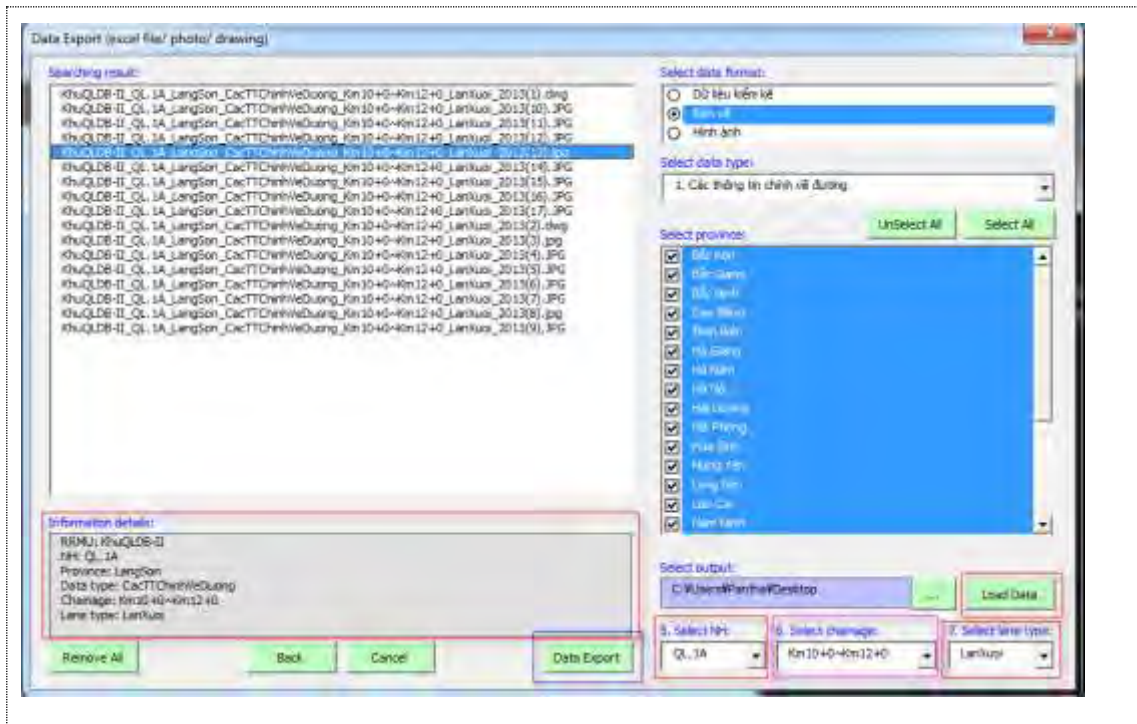 Data Export (excel file/ photo/ drawing)
Searching result:
KhuQLDB-II_QL.1A_LangSon_CacTTChinhVeDuong_Km10+0~Km12+0_LanXuoi_2013(1).dwg
KhuQLDB-II_QL.1A_LangSon_CacTTChinhVeDuong_Km10+0~Km12+0_LanXuoi_2013(10).JPG
KhuQLDB-II_QL.1A_LangSon_CacTTChinhVeDuong_Km10+0~Km12+0_LanXuoi_2013(11).JPG
KhuQLDB-II_QL.1A_LangSon_CacTTChinhVeDuong_Km10+0~Km12+0_LanXuoi_2013(12).JPG
KhuQLDB-II_QL.1A_LangSon_CacTTChinhVeDuong_Km10+0~Km12+0_LanXuoi_2013(13).jpg
KhuQLDB-II_QL.1A_LangSon_CacTTChinhVeDuong_Km10+0~Km12+0_LanXuoi_2013(14).JPG
KhuQLDB-II_QL.1A_LangSon_CacTTChinhVeDuong_Km10+0~Km12+0_LanXuoi_2013(15).JPG
KhuQLDB-II_QL.1A_LangSon_CacTTChinhVeDuong_Km10+0~Km12+0_LanXuoi_2013(16).JPG
KhuQLDB-II_QL.1A_LangSon_CacTTChinhVeDuong_Km10+0~Km12+0_LanXuoi_2013(17).JPG
KhuQLDB-II_QL.1A_LangSon_CacTTChinhVeDuong_Km10+0~Km12+0_LanXuoi_2013(2).dwg
KhuQLDB-II_QL.1A_LangSon_CacTTChinhVeDuong_Km10+0~Km12+0_LanXuoi_2013(3).jpg
KhuQLDB-II_QL.1A_LangSon_CacTTChinhVeDuong_Km10+0~Km12+0_LanXuoi_2013(4).JPG
KhuQLDB-II_QL.1A_LangSon_CacTTChinhVeDuong_Km10+0~Km12+0_LanXuoi_2013(5).JPG
KhuQLDB-II_QL.1A_LangSon_CacTTChinhVeDuong_Km10+0~Km12+0_LanXuoi_2013(6).JPG
KhuQLDB-II_QL.1A_LangSon_CacTTChinhVeDuong_Km10+0~Km12+0_LanXuoi_2013(7).JPG
KhuQLDB-II_QL.1A_LangSon_CacTTChinhVeDuong_Km10+0~Km12+0_LanXuoi_2013(8).jpg
KhuQLDB-II_QL.1A_LangSon_CacTTChinhVeDuong_Km10+0~Km12+0_LanXuoi_2013(9).JPG
Information details:
RRMU: KhuQLDB-II
NH: QL.1A
Province: LangSon
Data type: CacTTChinhVeDuong
Chainage: Km10+0~Km12+0
Lane type: LanXuoi
Remove All
Back
Cancel
Data Export
Select data format:
Dữ liệu kiểm kê
Bản vẽ
Hình ảnh
Select data type:
1. Các thông tin chính về đường
UnSelect All
Select All
Select province:
Bắc Kạn
Bắc Giang
Bắc Ninh
Cao Bằng
Điện Biên
Hà Giang
Hà Nam
Hà Nội
Hải Dương
Hải Phòng
Hòa Bình
Hưng Yên
Lạng Sơn
Lào Cai
Nam Định
Select output:
C:₩Users₩Pantha₩Desktop
...
Load Data
5. Select NH:
QL.1A
6. Select chainage:
Km10+0~Km12+0
7. Select lane type:
LanXuoi